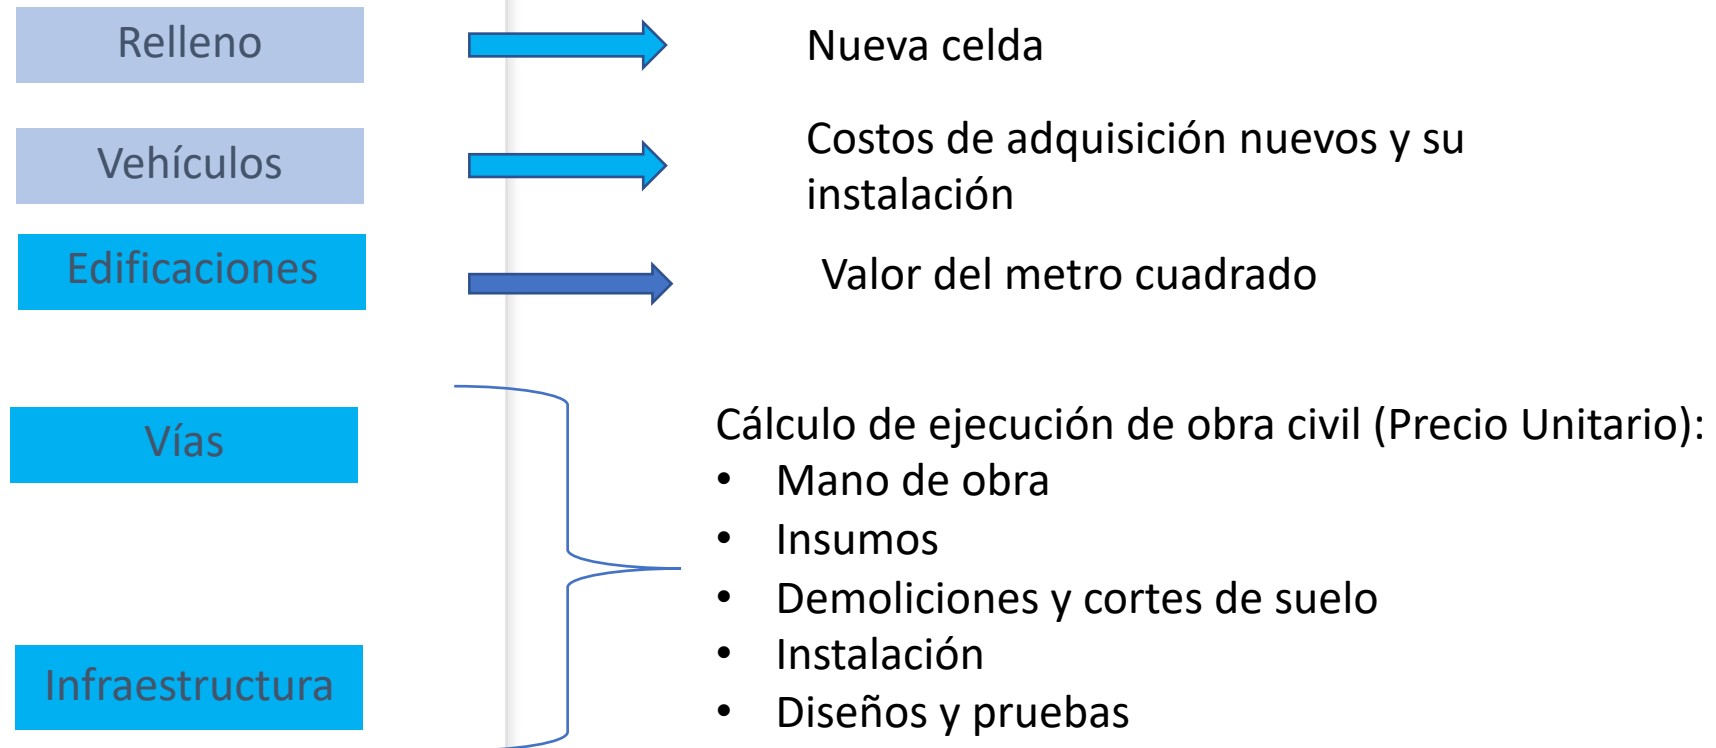 Relleno
Nueva celda
Vehículos
Costos de adquisición nuevos y su
instalación
Edificaciones
Valor del metro cuadrado
Vías
Infraestructura
Cálculo de ejecución de obra civil (Precio Unitario):
• Mano de obra
• Insumos
• Demoliciones y cortes de suelo
• Instalación
• Diseños y pruebas